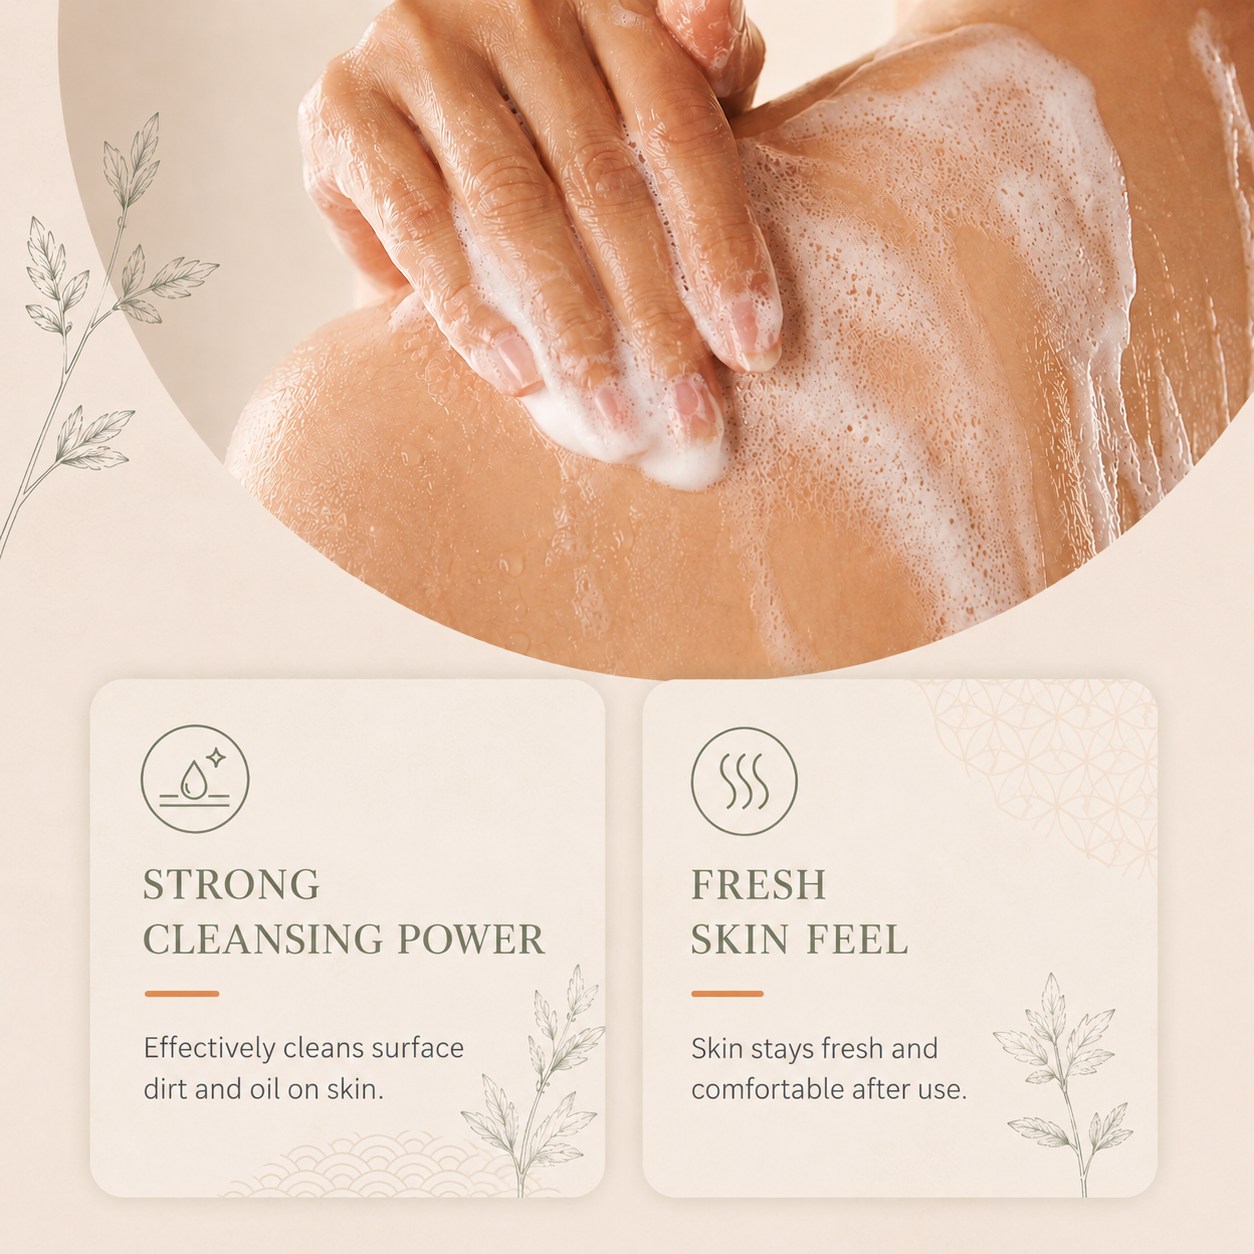 STRONG
CLEANSING POWER
Effectively cleans surface
dirt and oil on skin.
FRESH
SKIN FEEL
Skin stays fresh and
comfortable after use.